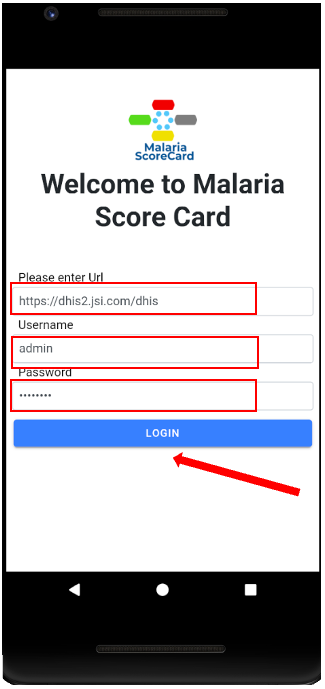 Malaria
ScoreCard
Welcome to Malaria
Score Card
Please enter Url
https://dhis2.jsi.com/dhis
Username
admin
Password
••••••••
LOGIN